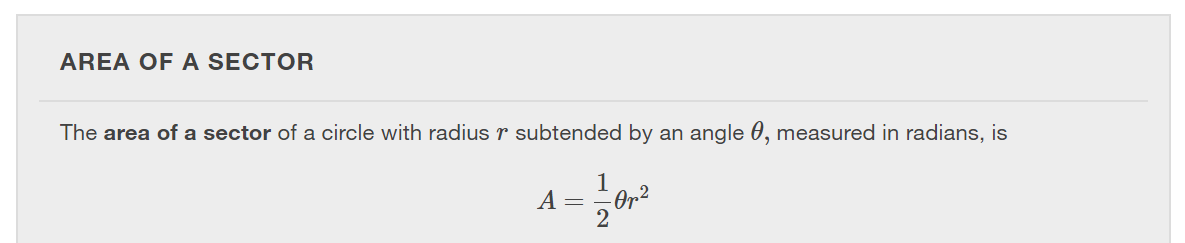 AREA OF A SECTOR
The area of a sector of a circle with radius r subtended by an angle θ, measured in radians, is
A = 1/2 θr²